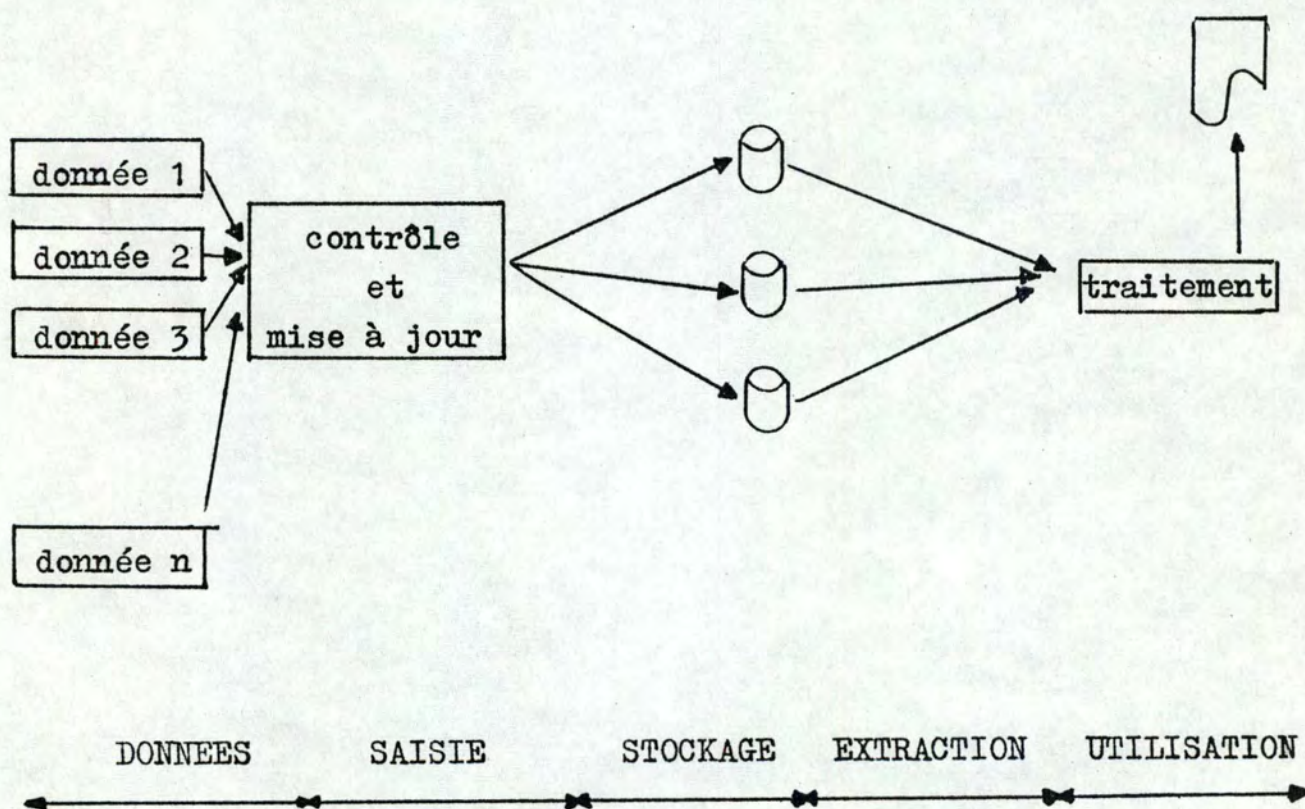 donnée 1
donnée 2
donnée 3
donnée n
contrôle
et
mise à jour
traitement
DONNEES SAISIE STOCKAGE EXTRACTION UTILISATION